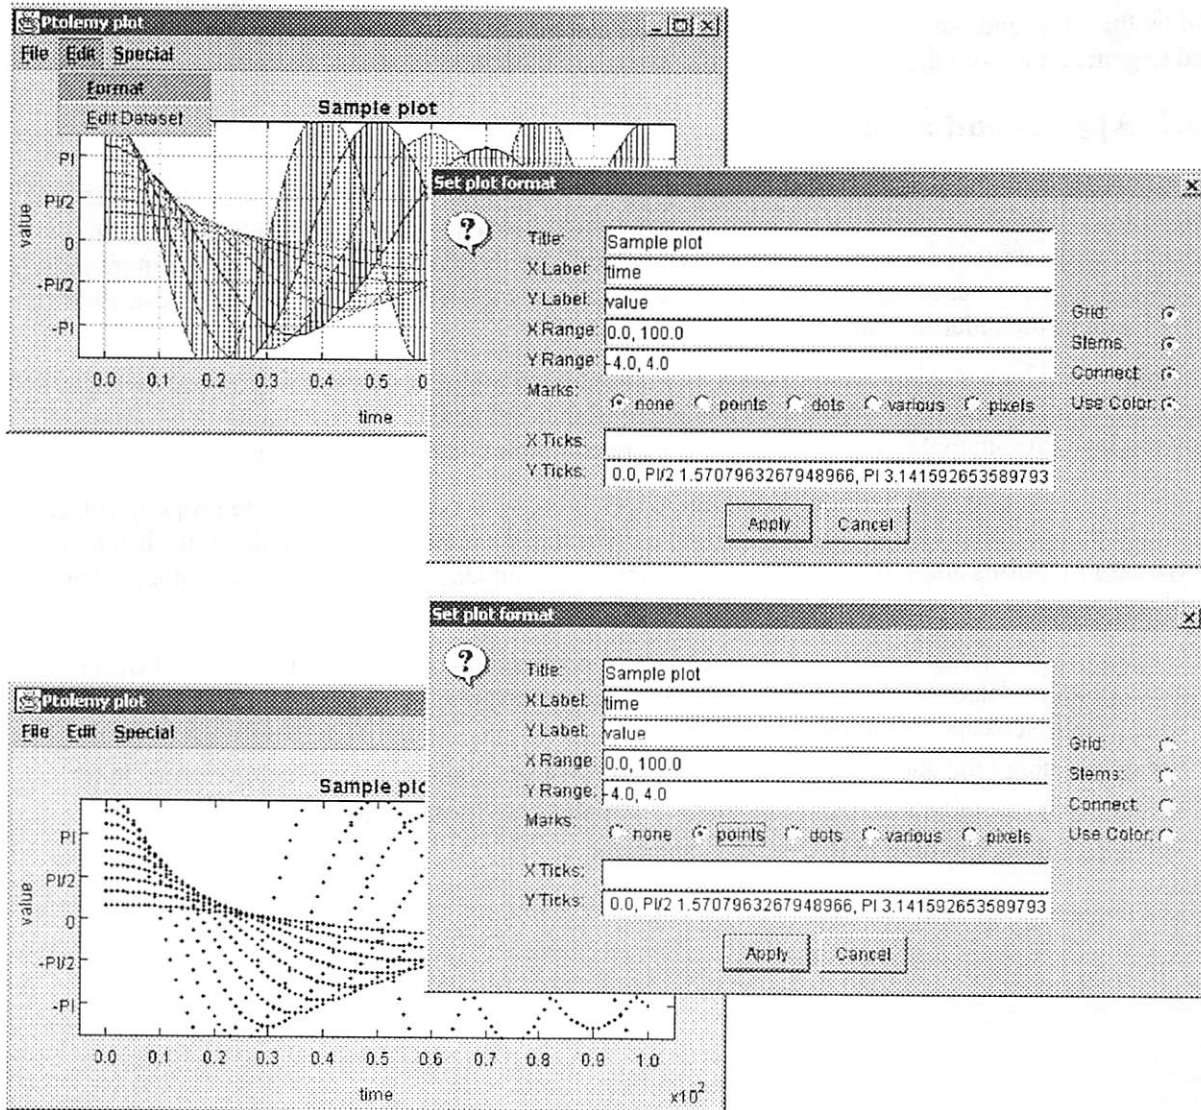 Ptolemy plot
File Edit Special
Format
Edit Dataset
Sample plot
PI
PI/2
0
-PI/2
-PI
value
0.0 0.1 0.2 0.3 0.4 0.5
time
Set plot format
Title: Sample plot
X Label: time
Y Label: value
X Range: 0.0, 100.0
Y Range: -4.0, 4.0
Marks: none points dots various pixels
Grid:
Stems:
Connect:
Use Color:
X Ticks:
Y Ticks: 0.0, PI/2 1.5707963267948966, PI 3.141592653589793
Apply Cancel
Set plot format
Title: Sample plot
X Label: time
Y Label: value
X Range: 0.0, 100.0
Y Range: -4.0, 4.0
Marks: none points dots various pixels
Grid:
Stems:
Connect:
Use Color:
X Ticks:
Y Ticks: 0.0, PI/2 1.5707963267948966, PI 3.141592653589793
Apply Cancel
Ptolemy plot
File Edit Special
Sample plo
PI
PI/2
0
-PI/2
-PI
value
0.0 0.1 0.2 0.3 0.4 0.5 0.6 0.7 0.8 0.9 1.0
time x10²